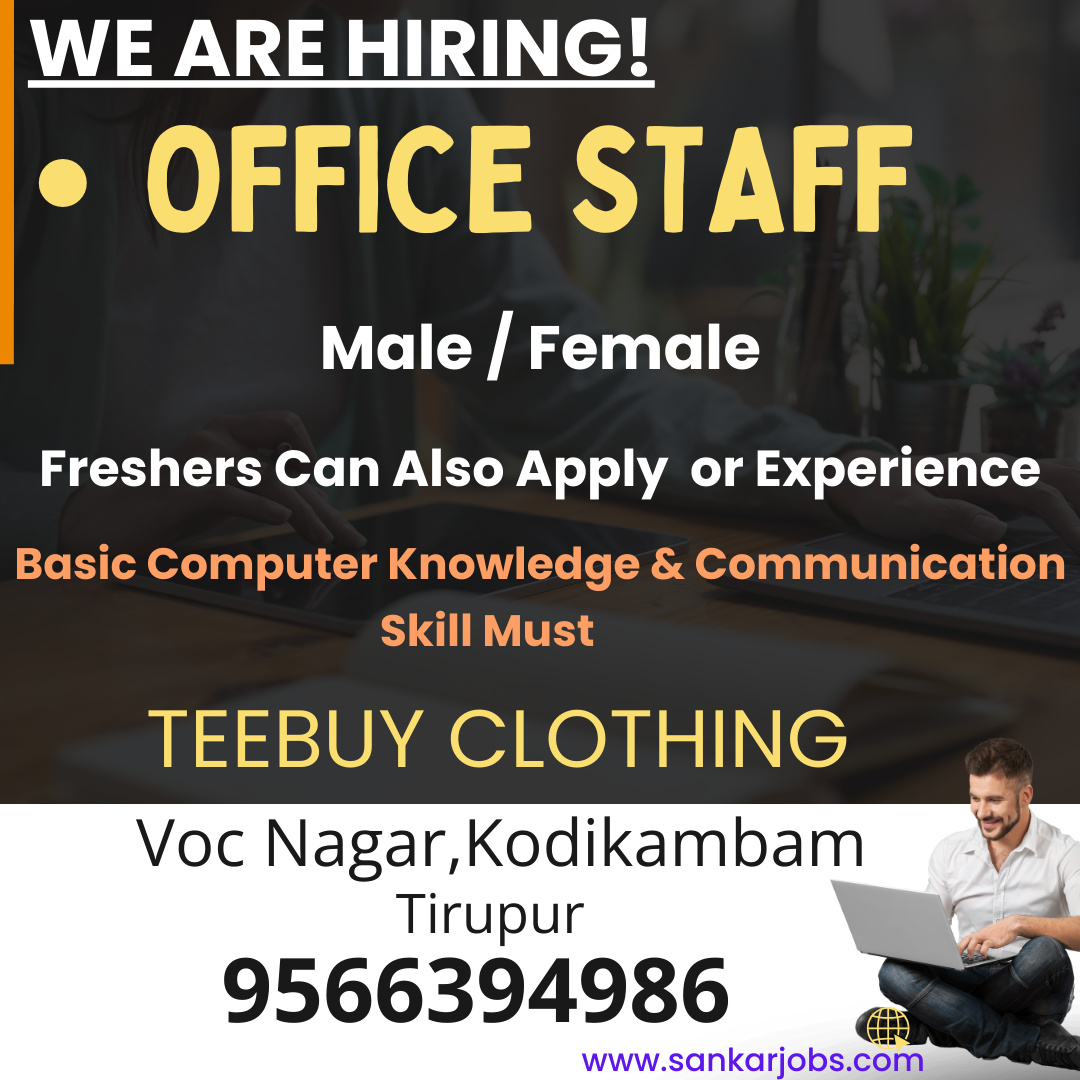 WE ARE HIRING!
• OFFICE STAFF
Male / Female
Freshers Can Also Apply or Experience
Basic Computer Knowledge & Communication
Skill Must
TEEBUY CLOTHING
Voc Nagar,Kodikambam
Tirupur
9566394986
www.sankarjobs.com